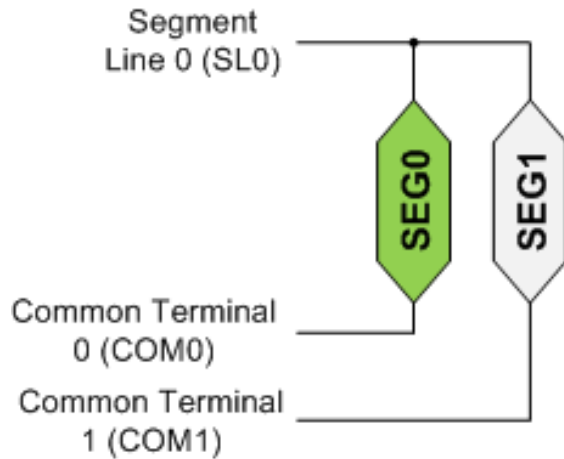 Segment
Line 0 (SL0)
SEG0
SEG1
Common Terminal
0 (COM0)
Common Terminal
1 (COM1)